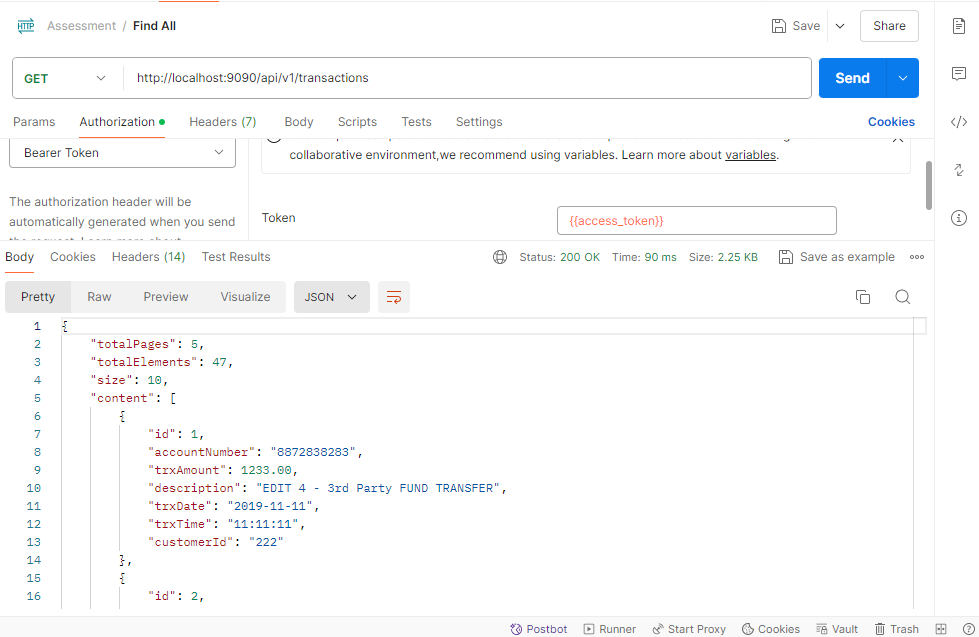 HTTP
Assessment / Find All
Save
Share
GET
http://localhost:9090/api/v1/transactions
Send
Params Authorization Headers (7) Body Scripts Tests Settings Cookies
Bearer Token
collaborative environment,we recommend using variables. Learn more about variables.
The authorization header will be
automatically generated when you send
Token
{{access_token}}
Body Cookies Headers (14) Test Results
Status: 200 OK Time: 90 ms Size: 2.25 KB Save as example
Pretty Raw Preview Visualize JSON
1 {
2 "totalPages": 5,
3 "totalElements": 47,
4 "size": 10,
5 "content": [
6 {
7 "id": 1,
8 "accountNumber": "8872838283",
9 "trxAmount": 1233.00,
10 "description": "EDIT 4 - 3rd Party FUND TRANSFER",
11 "trxDate": "2019-11-11",
12 "trxTime": "11:11:11",
13 "customerId": "222"
14 },
15 {
16 "id": 2,
Postbot Runner Start Proxy Cookies Vault Trash